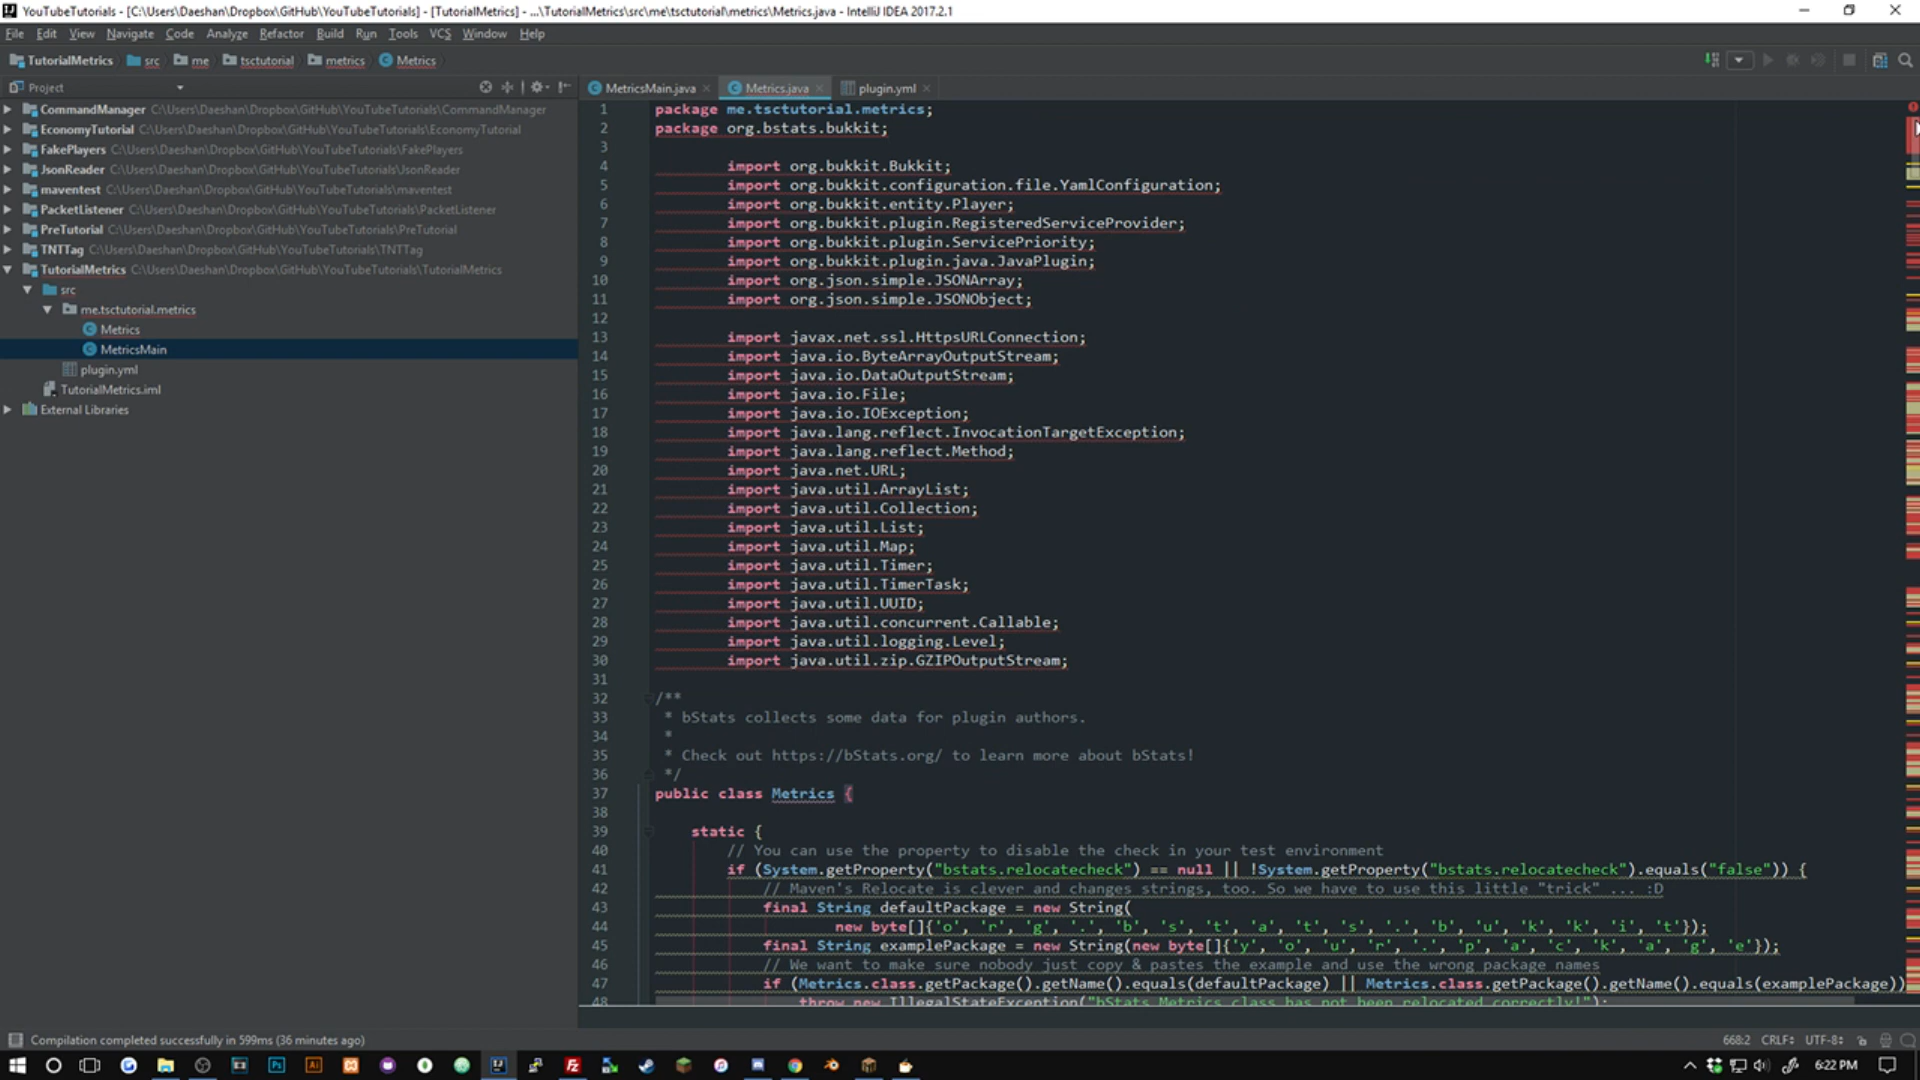 YouTubeTutorials - [C:\Users\Daeshan\Dropbox\GitHub\YouTubeTutorials] - [TutorialMetrics] - ...\TutorialMetrics\src\me\tsctutorial\metrics\Metrics.java - IntelliJ IDEA 2017.2.1
File Edit View Navigate Code Analyze Refactor Build Run Tools VCS Window Help
TutorialMetrics src me tsctutorial metrics Metrics
Project
MetricsMain.java Metrics.java plugin.yml
CommandManager C:\Users\Daeshan\Dropbox\GitHub\YouTubeTutorials\CommandManager
EconomyTutorial C:\Users\Daeshan\Dropbox\GitHub\YouTubeTutorials\EconomyTutorial
FakePlayers C:\Users\Daeshan\Dropbox\GitHub\YouTubeTutorials\FakePlayers
JsonReader C:\Users\Daeshan\Dropbox\GitHub\YouTubeTutorials\JsonReader
maventest C:\Users\Daeshan\Dropbox\GitHub\YouTubeTutorials\maventest
PacketListener C:\Users\Daeshan\Dropbox\GitHub\YouTubeTutorials\PacketListener
PreTutorial C:\Users\Daeshan\Dropbox\GitHub\YouTubeTutorials\PreTutorial
TNTTag C:\Users\Daeshan\Dropbox\GitHub\YouTubeTutorials\TNTTag
TutorialMetrics C:\Users\Daeshan\Dropbox\GitHub\YouTubeTutorials\TutorialMetrics
src
me.tsctutorial.metrics
Metrics
MetricsMain
plugin.yml
TutorialMetrics.iml
External Libraries
1 package me.tsctutorial.metrics;
2 package org.bstats.bukkit;
3
4 import org.bukkit.Bukkit;
5 import org.bukkit.configuration.file.YamlConfiguration;
6 import org.bukkit.entity.Player;
7 import org.bukkit.plugin.RegisteredServiceProvider;
8 import org.bukkit.plugin.ServicePriority;
9 import org.bukkit.plugin.java.JavaPlugin;
10 import org.json.simple.JSONArray;
11 import org.json.simple.JSONObject;
12
13 import javax.net.ssl.HttpsURLConnection;
14 import java.io.ByteArrayOutputStream;
15 import java.io.DataOutputStream;
16 import java.io.File;
17 import java.io.IOException;
18 import java.lang.reflect.InvocationTargetException;
19 import java.lang.reflect.Method;
20 import java.net.URL;
21 import java.util.ArrayList;
22 import java.util.Collection;
23 import java.util.List;
24 import java.util.Map;
25 import java.util.Timer;
26 import java.util.TimerTask;
27 import java.util.UUID;
28 import java.util.concurrent.Callable;
29 import java.util.logging.Level;
30 import java.util.zip.GZIPOutputStream;
31
32 /**
33 * bStats collects some data for plugin authors.
34 *
35 * Check out https://bStats.org/ to learn more about bStats!
36 */
37 public class Metrics {
38
39 static {
40 // You can use the property to disable the check in your test environment
41 if (System.getProperty("bstats.relocatecheck") == null || !System.getProperty("bstats.relocatecheck").equals("false")) {
42 // Maven's Relocate is clever and changes strings, too. So we have to use this little "trick" ... :D
43 final String defaultPackage = new String(
44 new byte[]{'o', 'r', 'g', '.', 'b', 's', 't', 'a', 't', 's', '.', 'b', 'u', 'k', 'k', 'i', 't'});
45 final String examplePackage = new String(new byte[]{'y', 'o', 'u', 'r', '.', 'p', 'a', 'c', 'k', 'a', 'g', 'e'});
46 // We want to make sure nobody just copy & pastes the example and use the wrong package names
47 if (Metrics.class.getPackage().getName().equals(defaultPackage) || Metrics.class.getPackage().getName().equals(examplePackage))
48 throw new IllegalStateException("bStats Metrics class has not been relocated correctly!");
Compilation completed successfully in 599ms (36 minutes ago)
668:2 CRLF÷ UTF-8÷
6:22 PM